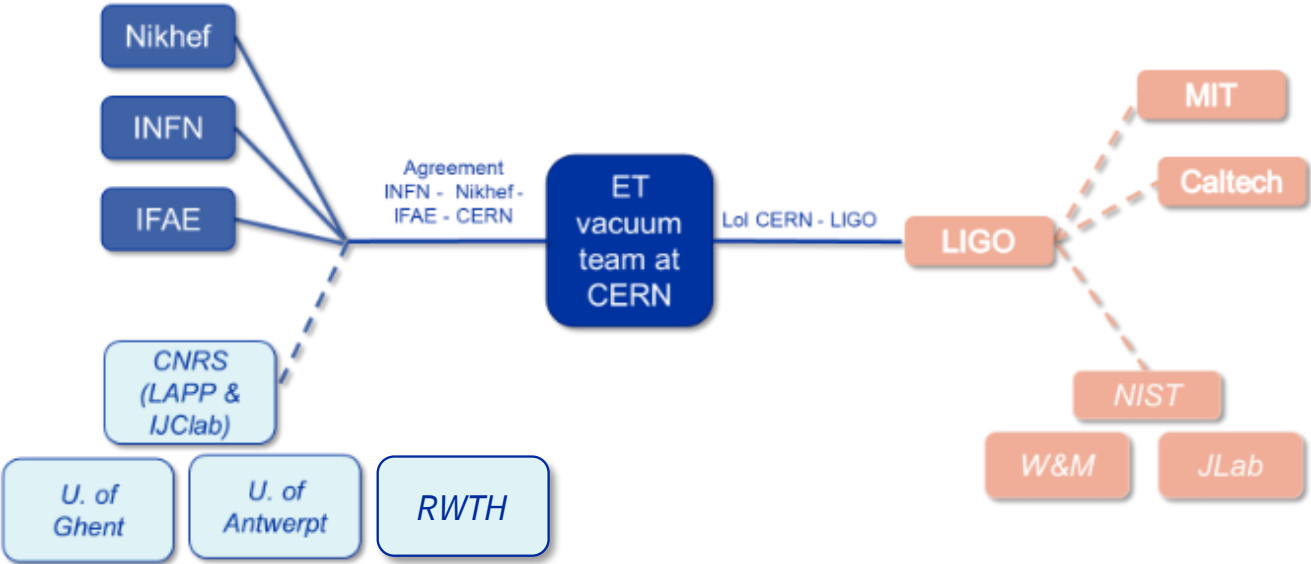 Nikhef
INFN
IFAE
Agreement
INFN - Nikhef -
IFAE - CERN
ET
vacuum
team at
CERN
LoI CERN - LIGO
LIGO
MIT
Caltech
NIST
W&M
JLab
CNRS
(LAPP &
IJClab)
U. of
Ghent
U. of
Antwerpt
RWTH